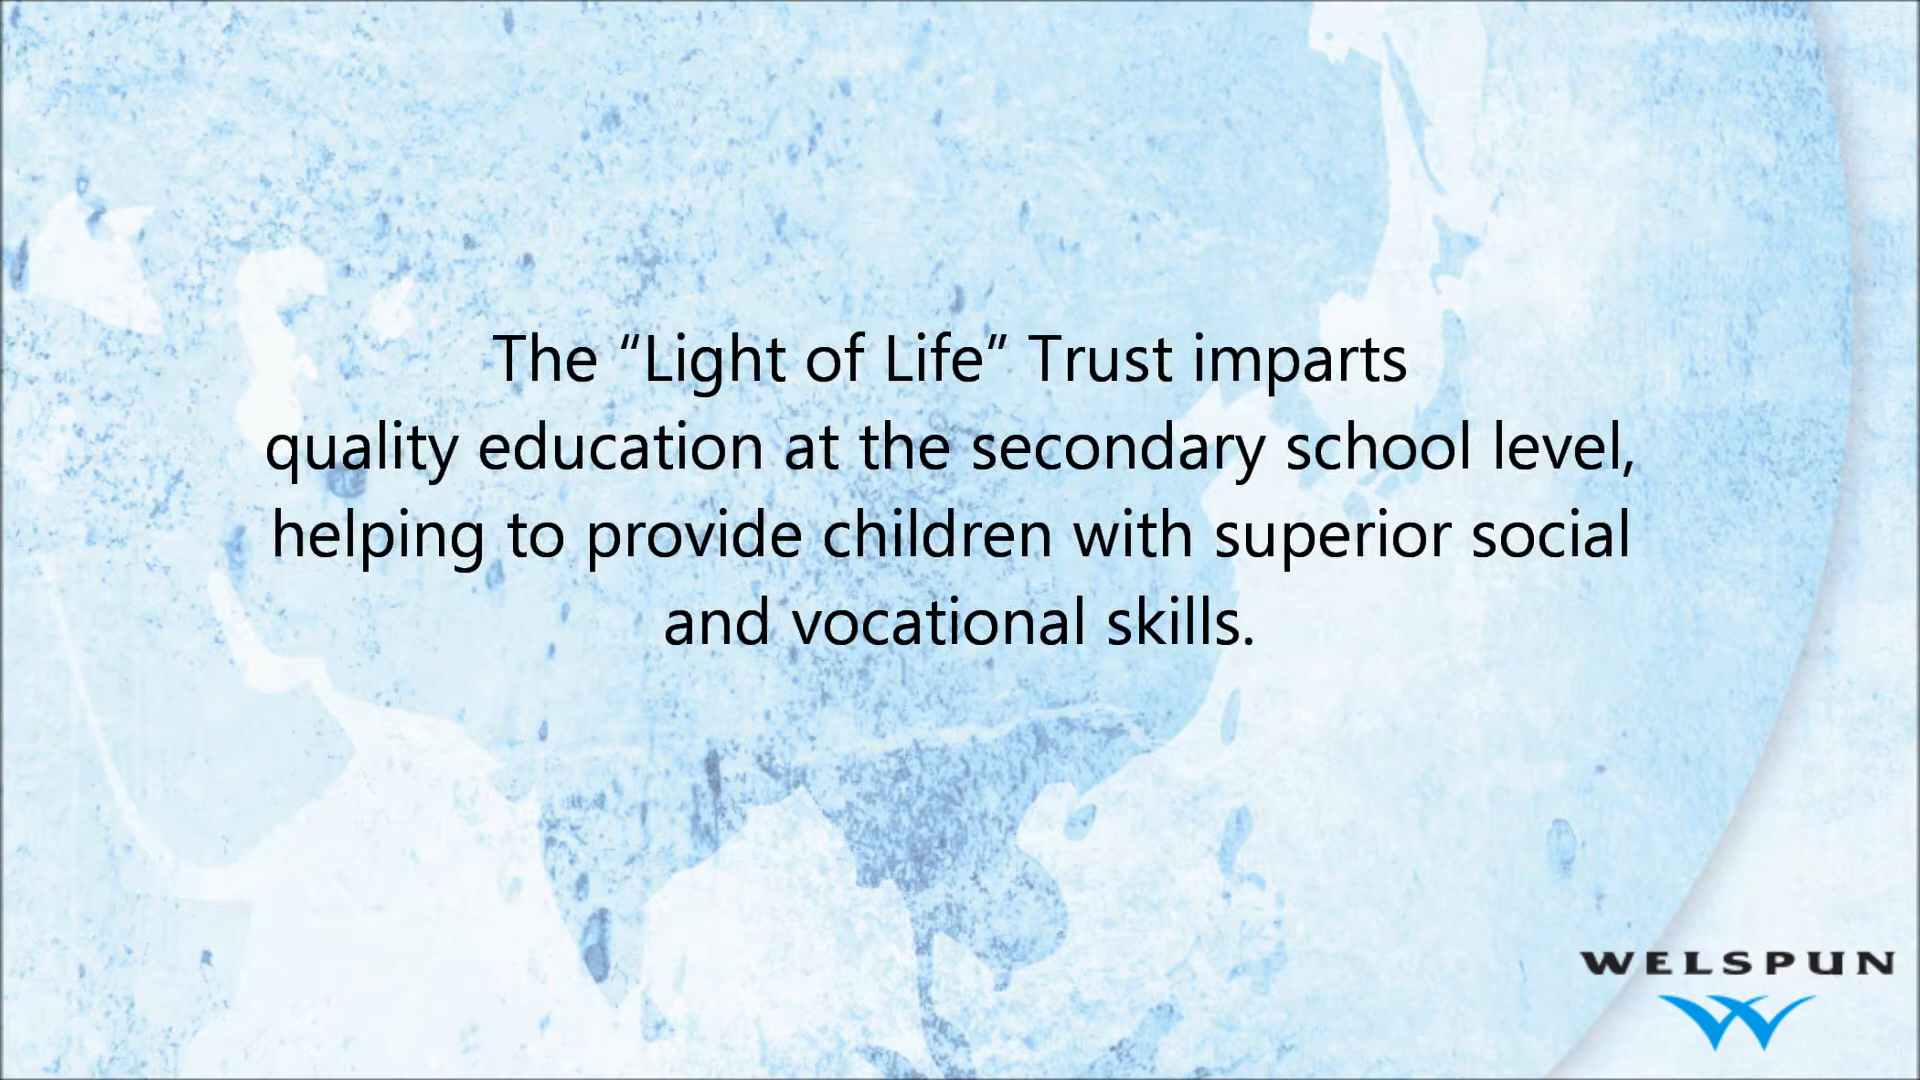 The “Light of Life” Trust imparts
quality education at the secondary school level,
helping to provide children with superior social
and vocational skills.
WELSPUN